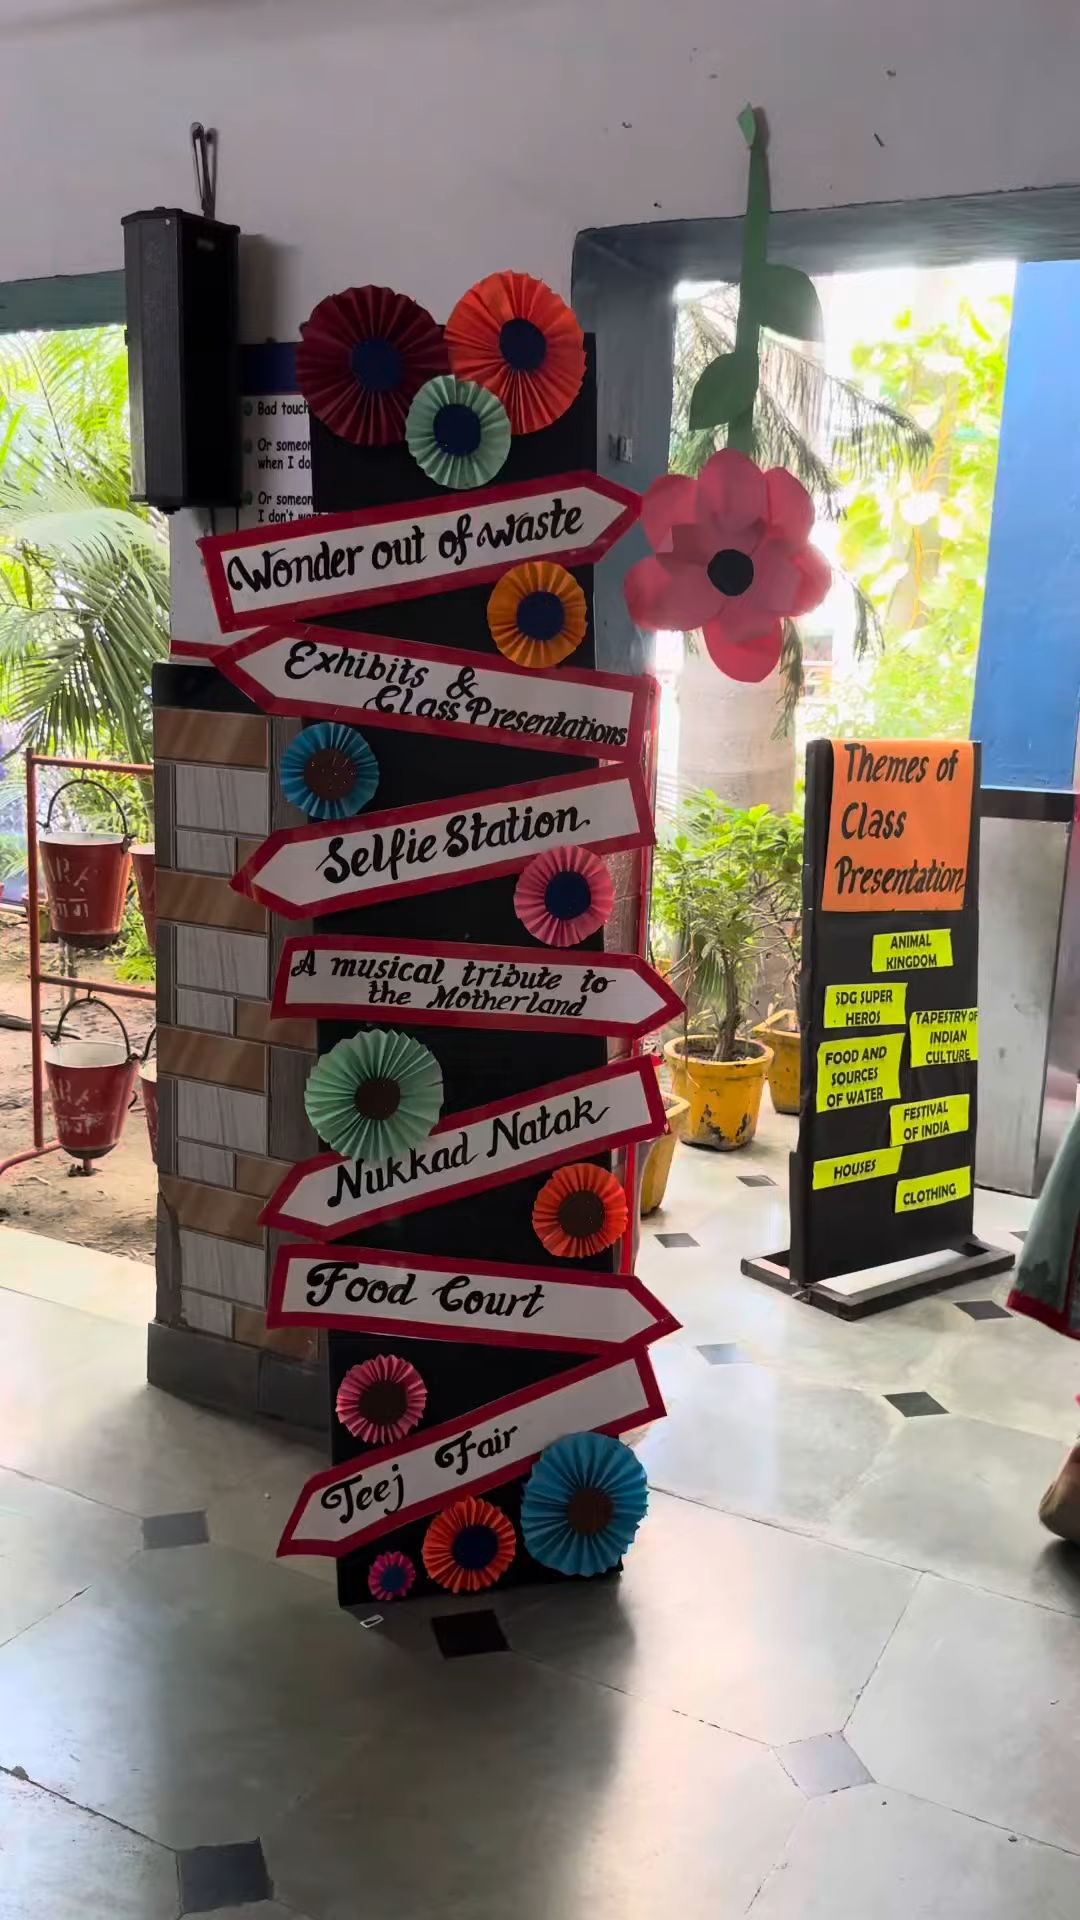 Bad touch
Or
when I do
Or
I don't
Wonder out of waste
Exhibits &
Class Presentations
Selfie Station.
A musical tribute to
the Motherland
Nukkad Natak
Food Court
Teej Fair
Themes of
Class
Presentation
ANIMAL
KINGDOM
SDG SUPER
HEROS
TAPESTRY OF
INDIAN
CULTURE
FOOD AND
SOURCES
OF WATER
FESTIVAL
OF INDIA
HOUSES
CLOTHING